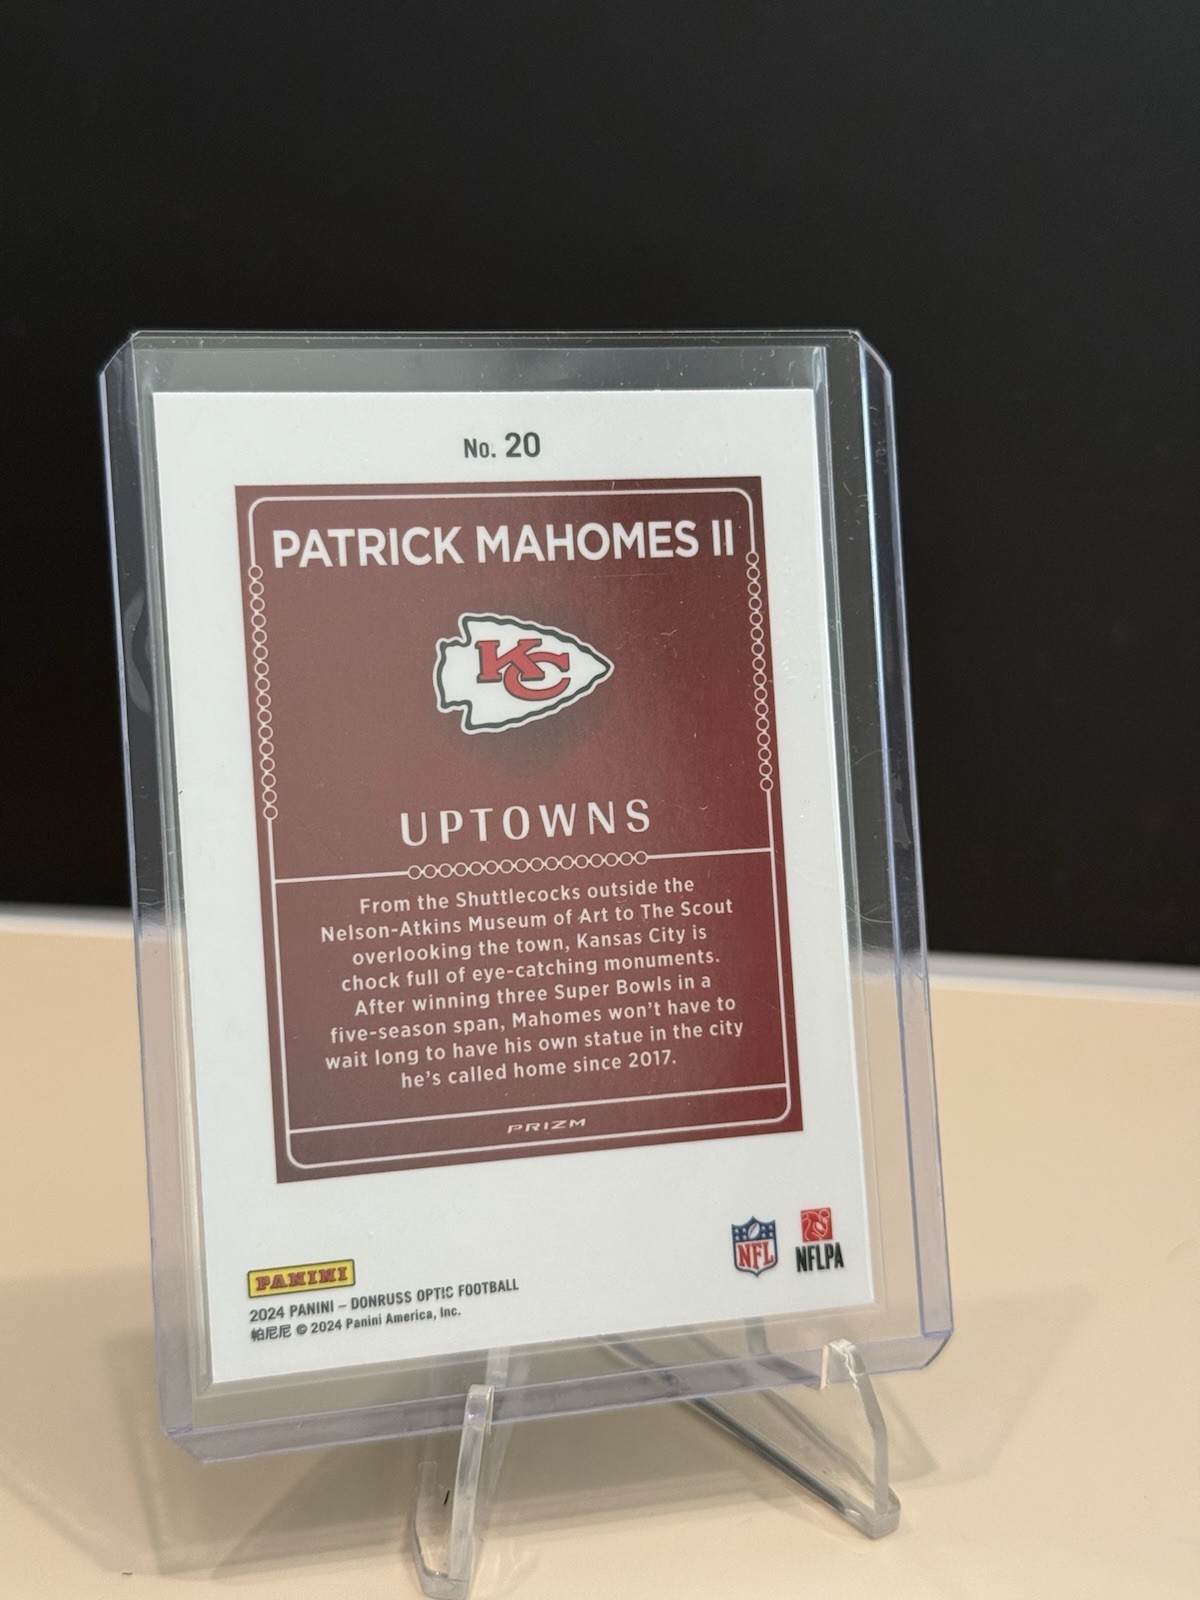 No. 20
PATRICK MAHOMES II
KC
UPTOWNS
From the Shuttlecocks outside the
Nelson-Atkins Museum of Art to The Scout
overlooking the town, Kansas City is
chock full of eye-catching monuments.
After winning three Super Bowls in a
five-season span, Mahomes won't have to
wait long to have his own statue in the city
he's called home since 2017.
PRIZM
NFL
NFLPA
PANINI
2024 PANINI – DONRUSS OPTIC FOOTBALL
帕尼尼 © 2024 Panini America, Inc.